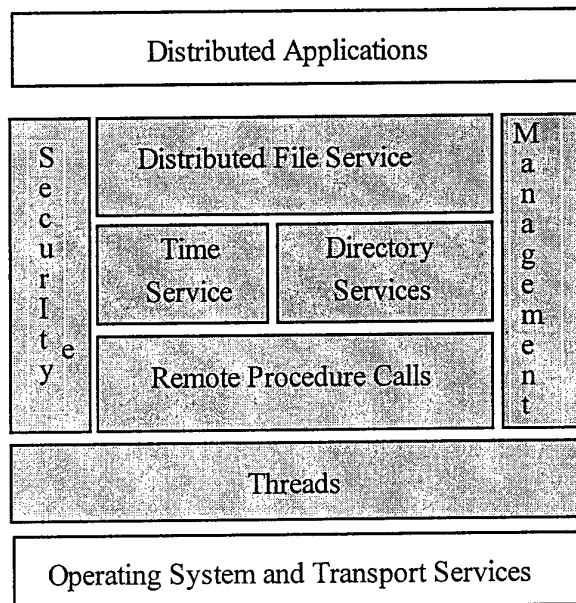 Distributed Applications
SecurIty
e
Distributed File Service
Time
Service
Directory
Services
Remote Procedure Calls
Management
Threads
Operating System and Transport Services